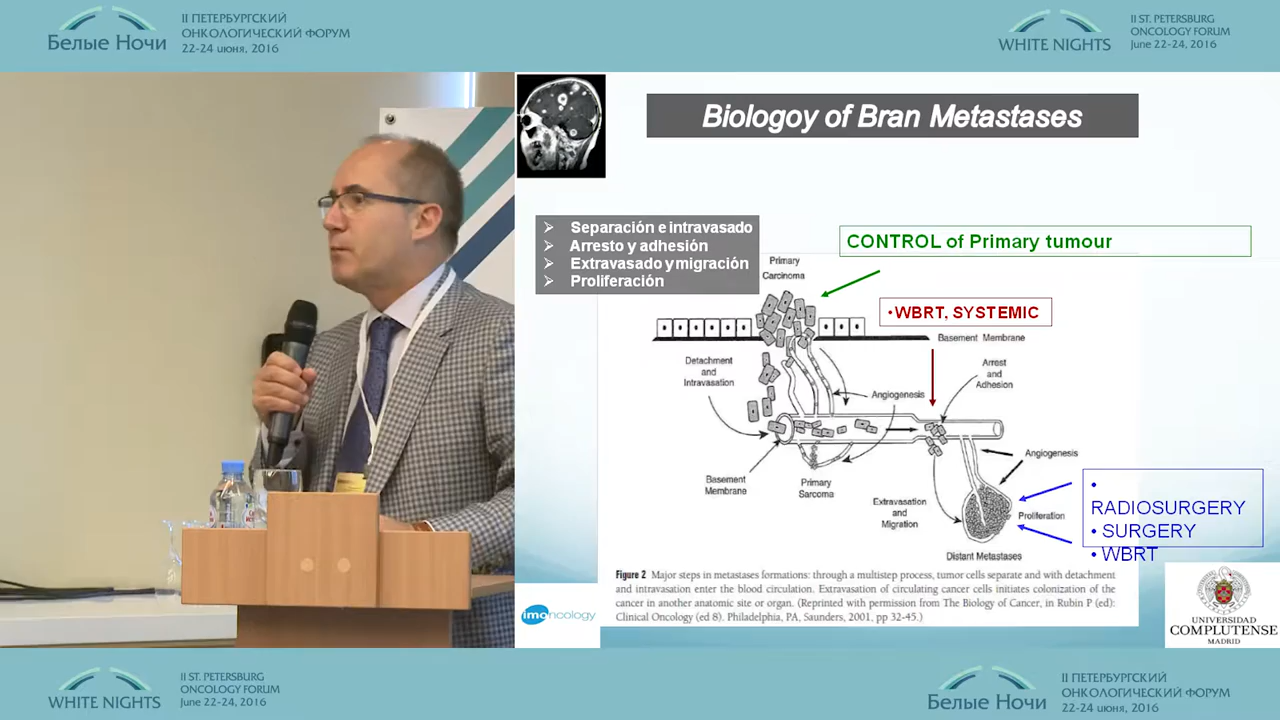 Белые Ночи
II ПЕТЕРБУРГСКИЙ
ОНКОЛОГИЧЕСКИЙ ФОРУМ
22-24 июня, 2016
WHITE NIGHTS
II ST. PETERSBURG
ONCOLOGY FORUM
June 22-24, 2016
Biologoy of Bran Metastases
Separación e intravasado
Arresto y adhesión
Extravasado y migración
Proliferación
CONTROL of Primary tumour
Primary
Carcinoma
•WBRT, SYSTEMIC
Basement Membrane
Detachment
and
Intravasation
Arrest
and
Adhesion
Angiogenesis
Angiogenesis
Basement
Membrane
Primary
Sarcoma
Extravasation
and
Migration
Proliferation
Distant Metastases
•
RADIOSURGERY
• SURGERY
• WBRT
Figure 2 Major steps in metastases formations: through a multistep process, tumor cells separate and with detachment
and intravasation enter the blood circulation. Extravasation of circulating cancer cells initiates colonization of the
cancer in another anatomic site or organ. (Reprinted with permission from The Biology of Cancer, in Rubin P (ed):
Clinical Oncology (ed 8). Philadelphia, PA, Saunders, 2001, pp 32-45.)
imoncology
UNIVERSIDAD
COMPLUTENSE
MADRID
WHITE NIGHTS
II ST. PETERSBURG
ONCOLOGY FORUM
June 22-24, 2016
Белые Ночи
II ПЕТЕРБУРГСКИЙ
ОНКОЛОГИЧЕСКИЙ ФОРУМ
22-24 июня, 2016